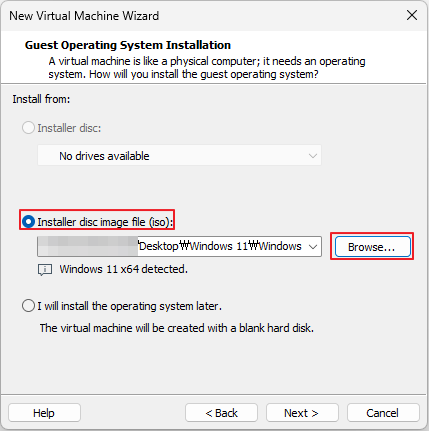 New Virtual Machine Wizard
Guest Operating System Installation
A virtual machine is like a physical computer; it needs an operating
system. How will you install the guest operating system?
Install from:
Installer disc:
No drives available
Installer disc image file (iso):
Desktop₩Windows 11₩Windows
Browse...
Windows 11 x64 detected.
I will install the operating system later.
The virtual machine will be created with a blank hard disk.
Help
< Back
Next >
Cancel